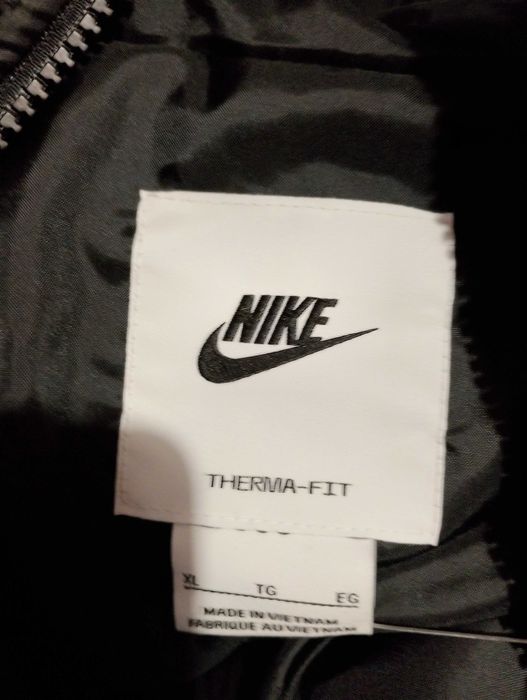 NIKE
THERMA-FIT
XL TG EG
MADE IN VIETNAM
FABRIQUE AU VIETNAM